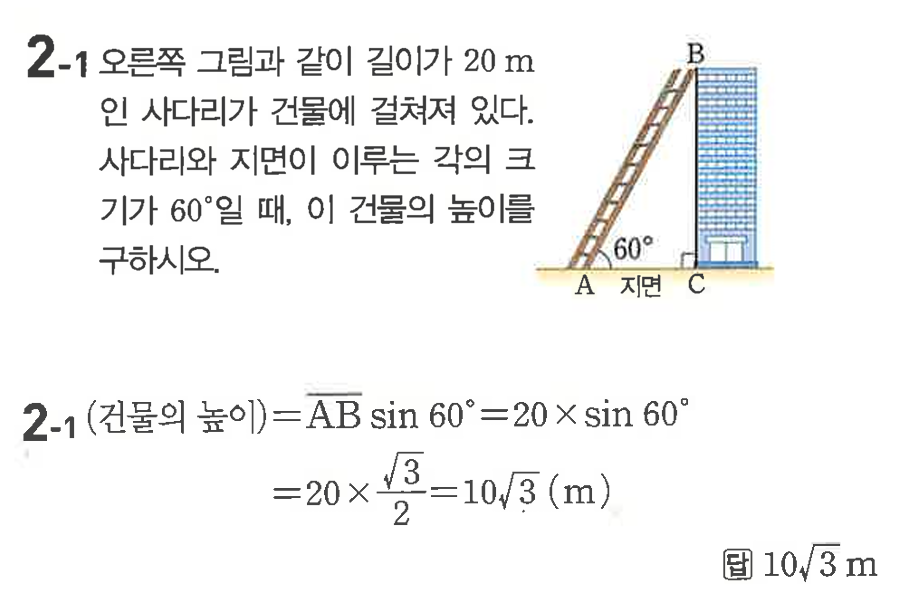 2-1 오른쪽 그림과 같이 길이가 20 m
인 사다리가 건물에 걸쳐져 있다.
사다리와 지면이 이루는 각의 크
기가 60°일 때, 이 건물의 높이를
구하시오.
B
60°
A 지면 C
2-1 (건물의 높이)=\overline{AB} sin 60°=20×sin 60°
=20×\frac{\sqrt{3}}{2}=10√3 (m)
답 10√3 m